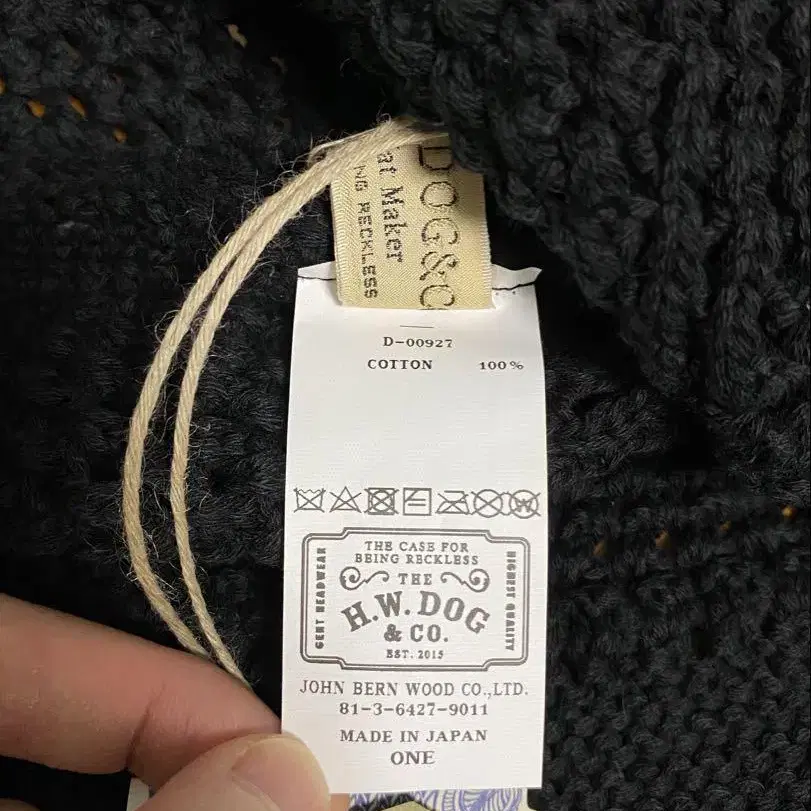 DOG&C
at Maker
NG RECKLESS
D-00927
COTTON 100%
THE CASE FOR
BEING RECKLESS
THE
H.W.DOG
& CO.
EST. 2015
GENT HEADWEAR
HIGHEST QUALITY
JOHN BERN WOOD CO.,LTD.
81-3-6427-9011
MADE IN JAPAN
ONE